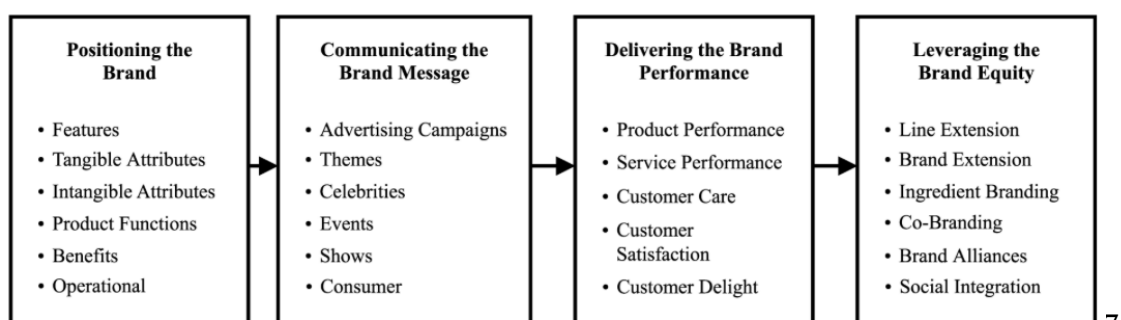 Positioning the
Brand
• Features
• Tangible Attributes
• Intangible Attributes
• Product Functions
• Benefits
• Operational
Communicating the
Brand Message
• Advertising Campaigns
• Themes
• Celebrities
• Events
• Shows
• Consumer
Delivering the Brand
Performance
• Product Performance
• Service Performance
• Customer Care
• Customer
Satisfaction
• Customer Delight
Leveraging the
Brand Equity
• Line Extension
• Brand Extension
• Ingredient Branding
• Co-Branding
• Brand Alliances
• Social Integration